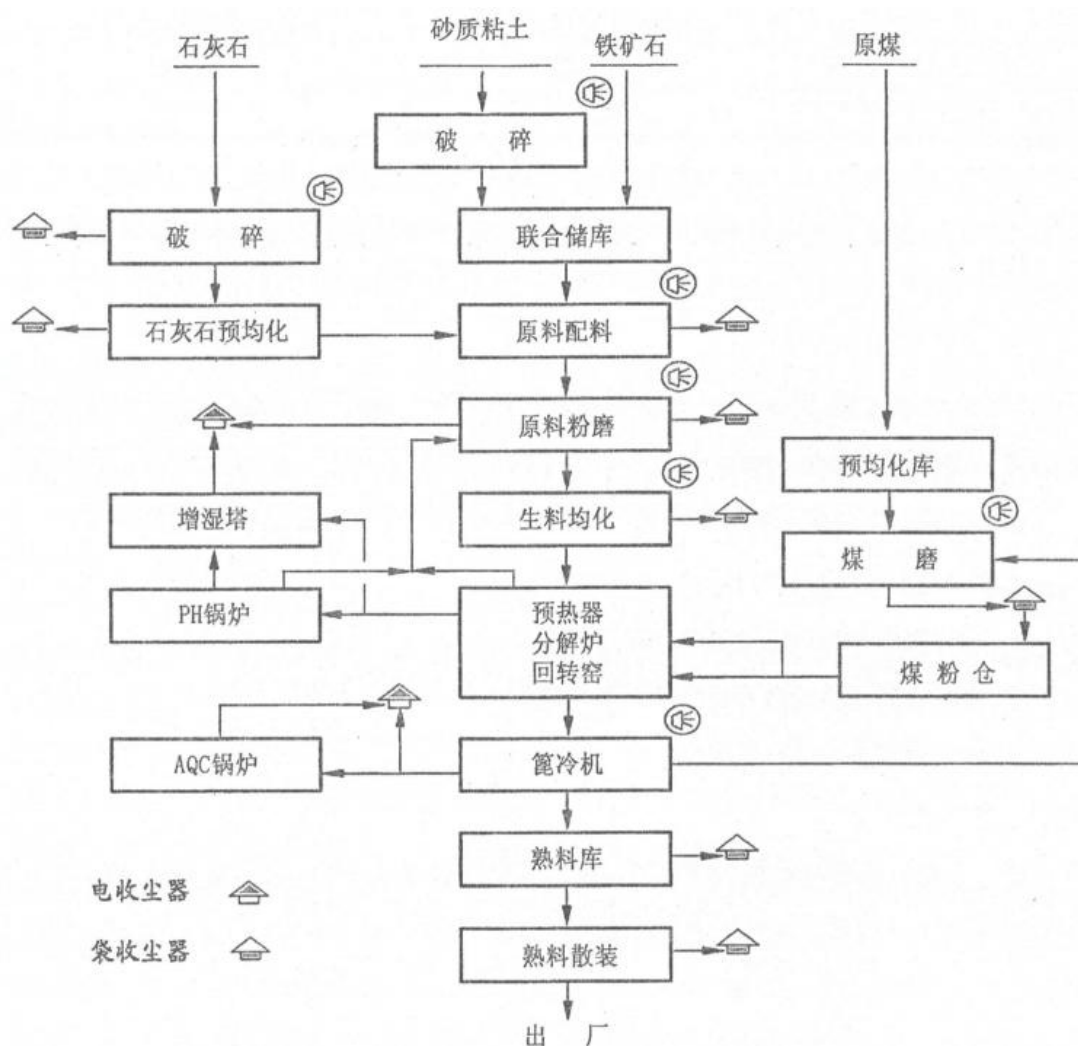 石灰石
砂质粘土
铁矿石
原煤
破 碎
破 碎
联合储库
石灰石预均化
原料配料
原料粉磨
预均化库
增湿塔
生料均化
煤 磨
PH锅炉
预热器
分解炉
回转窑
煤粉仓
AQC锅炉
篦冷机
熟料库
电收尘器
袋收尘器
熟料散装
出 厂